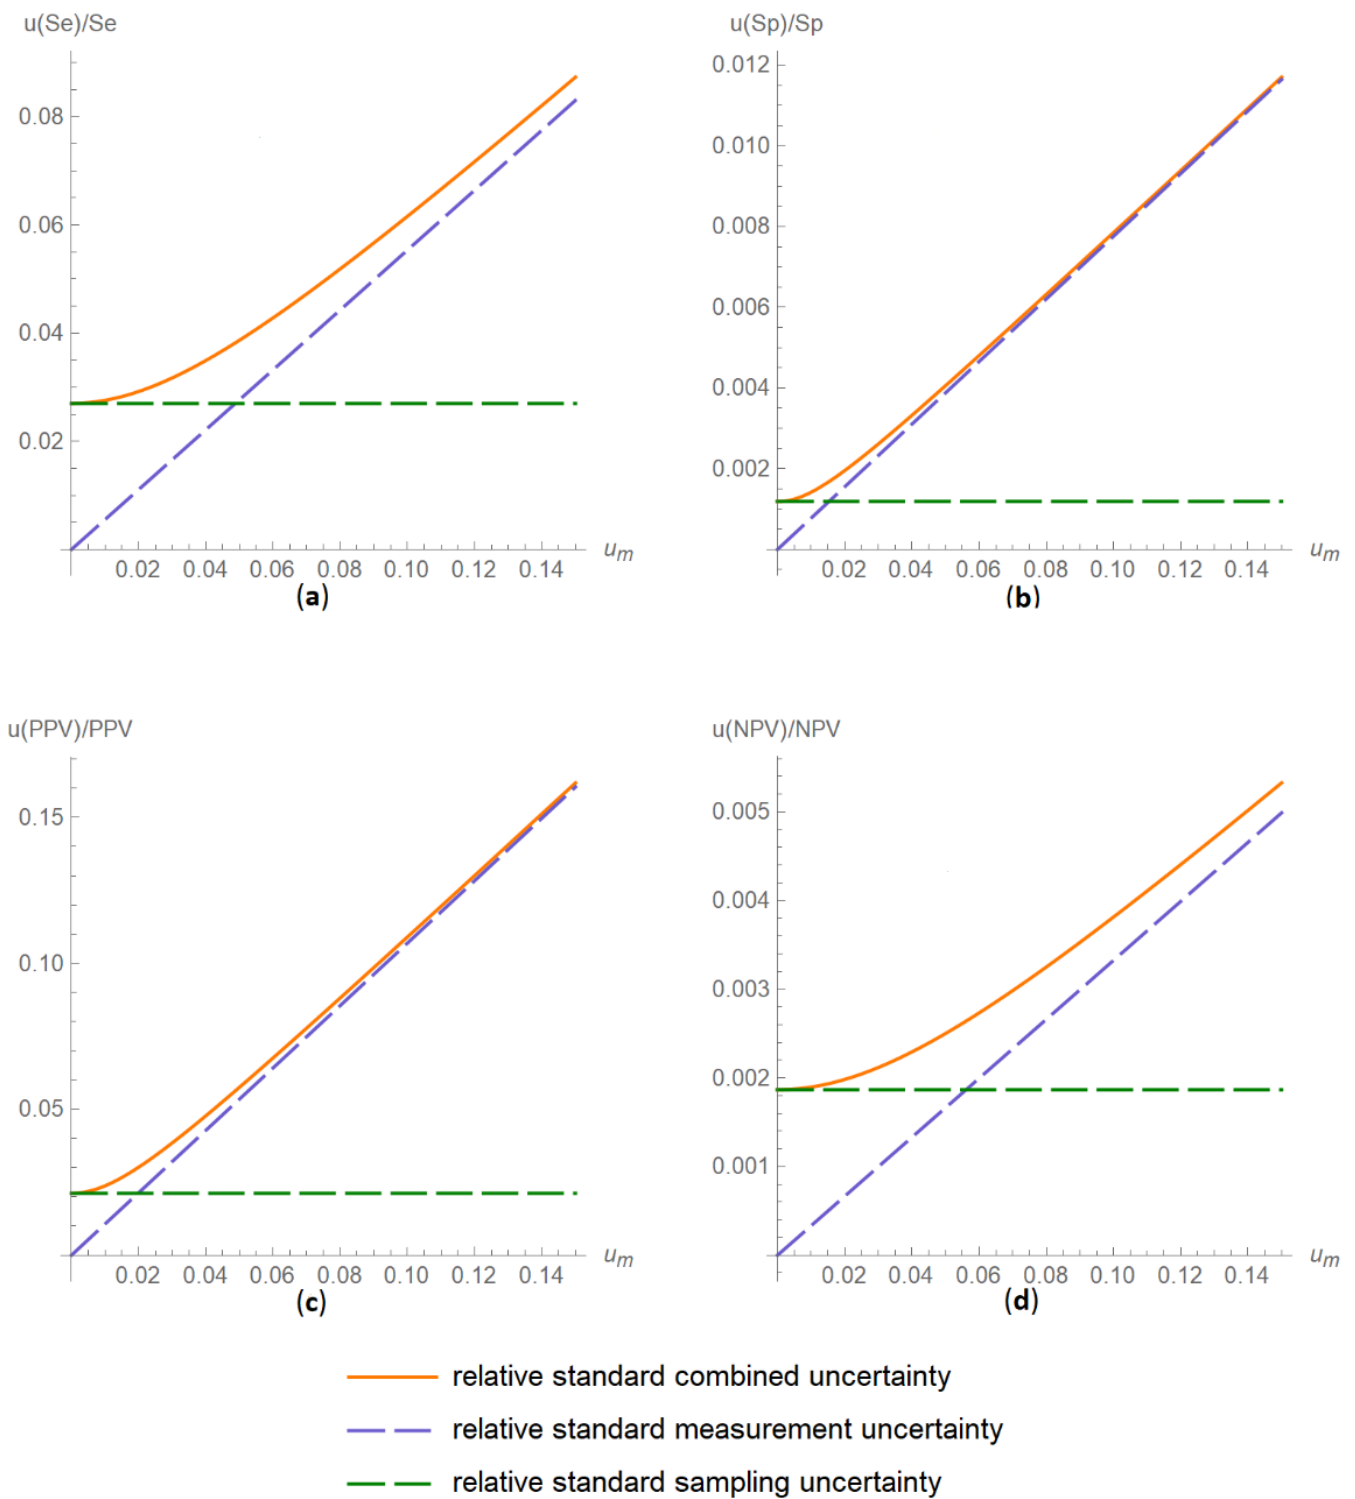 u(Se)/Se
0.08
0.06
0.04
0.02
0.02 0.04 0.06 0.08 0.10 0.12 0.14
u_m
(a)
u(Sp)/Sp
0.012
0.010
0.008
0.006
0.004
0.002
0.02 0.04 0.06 0.08 0.10 0.12 0.14
u_m
(b)
u(PPV)/PPV
0.15
0.10
0.05
0.02 0.04 0.06 0.08 0.10 0.12 0.14
u_m
(c)
u(NPV)/NPV
0.005
0.004
0.003
0.002
0.001
0.02 0.04 0.06 0.08 0.10 0.12 0.14
u_m
(d)
relative standard combined uncertainty
relative standard measurement uncertainty
relative standard sampling uncertainty